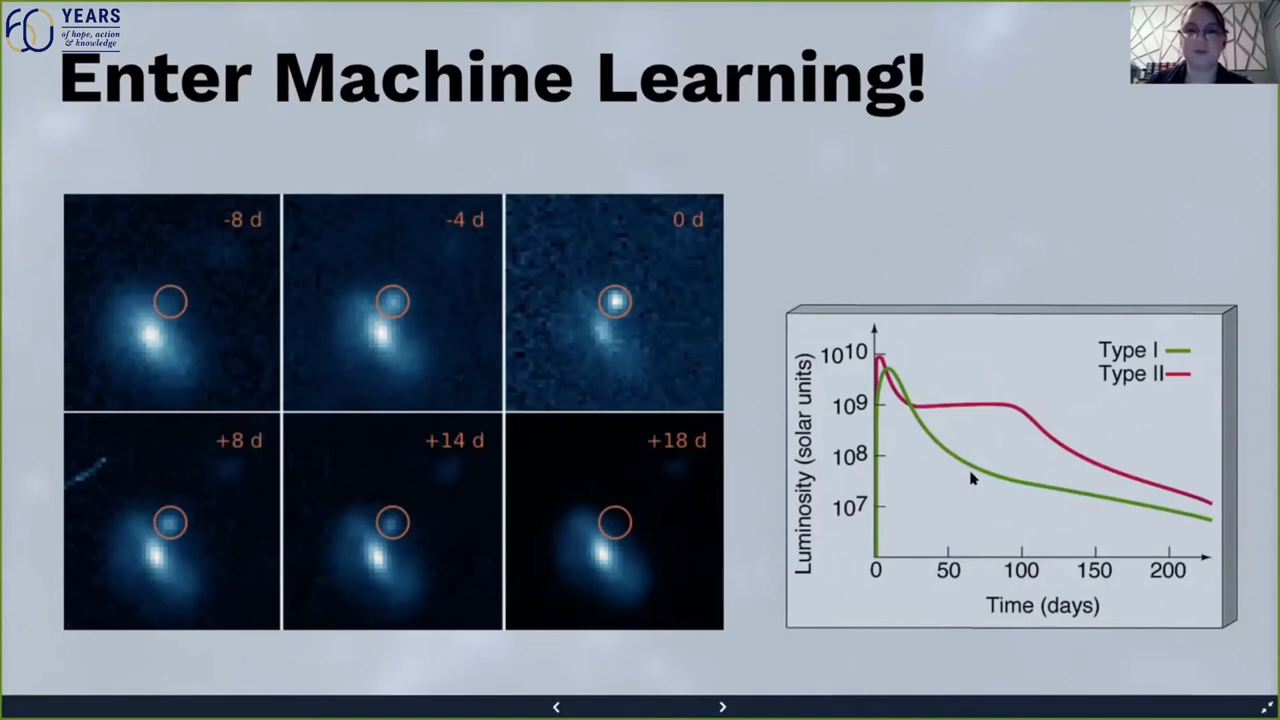 60 YEARS
of hope, action
& knowledge
Enter Machine Learning!
-8 d
-4 d
0 d
+8 d
+14 d
+18 d
Luminosity (solar units)
10¹⁰
10⁹
10⁸
10⁷
Type I
Type II
0
50
100
150
200
Time (days)